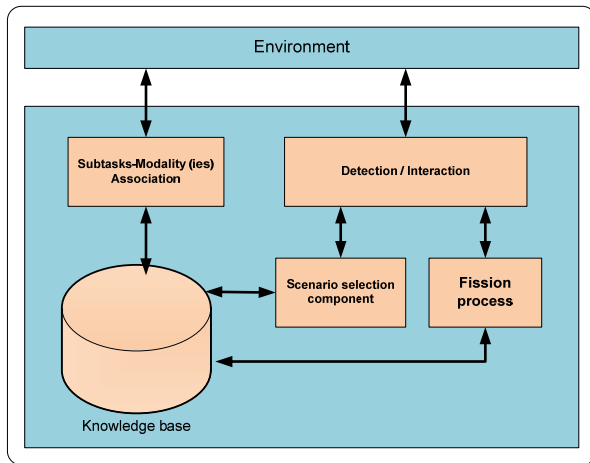 Environment
Subtasks-Modality (ies)
Association
Detection / Interaction
Scenario selection
component
Fission
process
Knowledge base